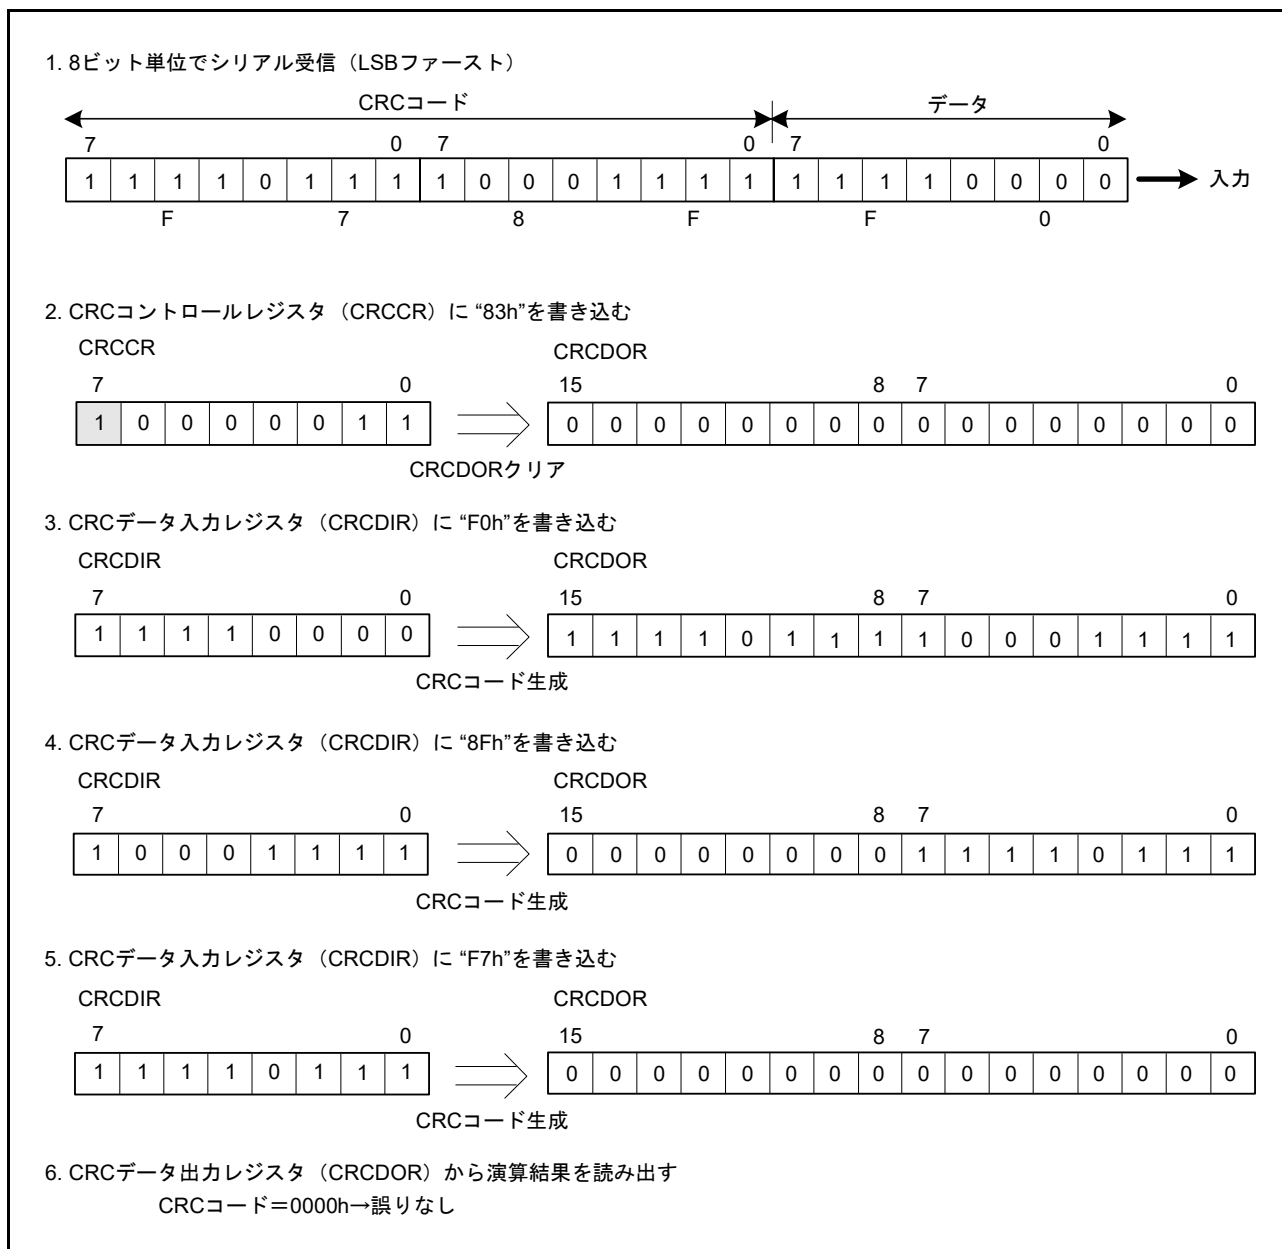 1. 8ビット単位でシリアル受信（LSBファースト）
CRCコード データ
7 0 7 0 7 0
1 1 1 1 0 1 1 1 1 0 0 0 1 1 1 1 1 1 1 1 0 0 0 0 入力
F 7 8 F F 0
2. CRCコントロールレジスタ（CRCCR）に “83h”を書き込む
CRCCR CRCDOR
7 0 15 8 7 0
1 0 0 0 0 0 1 1 0 0 0 0 0 0 0 0 0 0 0 0 0 0 0 0
CRCDORクリア
3. CRCデータ入力レジスタ（CRCDIR）に “F0h”を書き込む
CRCDIR CRCDOR
7 0 15 8 7 0
1 1 1 1 0 0 0 0 1 1 1 1 0 1 1 1 1 0 0 0 1 1 1 1
CRCコード生成
4. CRCデータ入力レジスタ（CRCDIR）に “8Fh”を書き込む
CRCDIR CRCDOR
7 0 15 8 7 0
1 0 0 0 1 1 1 1 0 0 0 0 0 0 0 0 1 1 1 1 0 1 1 1
CRCコード生成
5. CRCデータ入力レジスタ（CRCDIR）に “F7h”を書き込む
CRCDIR CRCDOR
7 0 15 8 7 0
1 1 1 1 0 1 1 1 0 0 0 0 0 0 0 0 0 0 0 0 0 0 0 0
CRCコード生成
6. CRCデータ出力レジスタ（CRCDOR）から演算結果を読み出す
CRCコード＝0000h→誤りなし